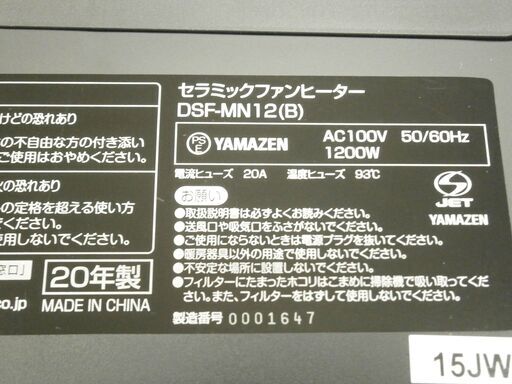 けどの恐れあり
の不自由な方の付き添い
ご使用はおやめください。
火の恐れあり
の定格を超える使い方
使用しないでください。
窓口
20年製
co.jp
MADE IN CHINA
セラミックファンヒーター
DSF-MN12(B)
PS E YAMAZEN AC100V 50/60Hz
1200W
電流ヒューズ 20A 温度ヒューズ 93℃
お願い
●取扱説明書は必ずよくお読みください。
●送風口や吸気口をふさがないでください。
●ご使用にならないときは電源プラグを抜いてください。
●暖房器具以外の用途で使用しないでください。
●不安定な場所に設置しないでください。
●フィルターにたまったホコリはこまめに掃除機で吸い取ってくだ
さい。また、フィルターをはずして使用しないでください。
製造番号 0001647
S JET
YAMAZEN
15JW